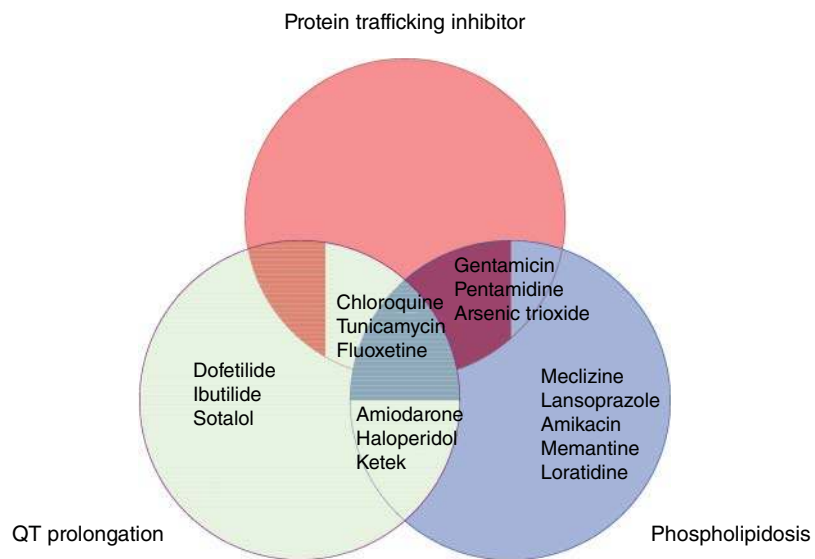 Protein trafficking inhibitor
Gentamicin
Pentamidine
Arsenic trioxide
Chloroquine
Tunicamycin
Fluoxetine
Dofetilide
Ibutilide
Sotalol
Meclizine
Lansoprazole
Amikacin
Memantine
Loratidine
Amiodarone
Haloperidol
Ketek
QT prolongation
Phospholipidosis